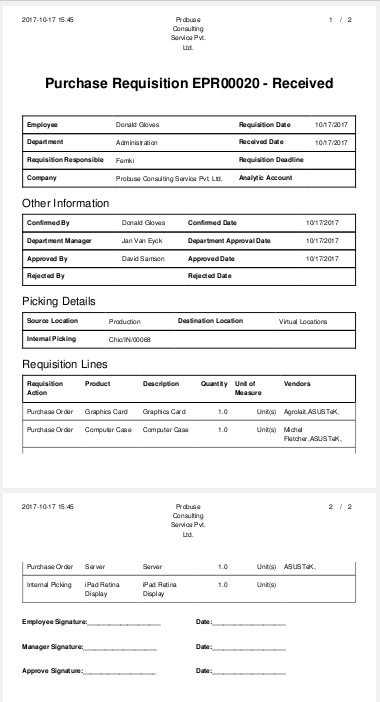 2017-10-17 15:45 Probuse 1 / 2
Consulting
Service Pvt.
Ltd.
Purchase Requisition EPR00020 - Received
Employee Donald Gloves Requisition Date 10/17/2017
Department Administration Received Date 10/17/2017
Requisition Responsible Femki Requisition Deadline
Company Probuse Consulting Service Pvt. Ltd. Analytic Account
Other Information
Confirmed By Donald Gloves Confirmed Date 10/17/2017
Department Manager Jan Van Eyck Department Approval Date 10/17/2017
Approved By David Samson Approved Date 10/17/2017
Rejected By Rejected Date
Picking Details
Source Location Production Destination Location Virtual Locations
Internal Picking Chic/IN/00068
Requisition Lines
Requisition Product Description Quantity Unit of Vendors
Action Measure
Purchase Order Graphics Card Graphics Card 1.0 Unit(s) Agrolait,ASUSTeK,
Purchase Order Computer Case Computer Case 1.0 Unit(s) Michel
Fletcher,ASUSTeK,
2017-10-17 15:45 Probuse 2 / 2
Consulting
Service Pvt.
Ltd.
Purchase Order Server Server 1.0 Unit(s) ASUSTeK,
Internal Picking iPad Retina iPad Retina 1.0 Unit(s)
Display Display
Employee Signature:____________________ Date:____________________
Manager Signature:____________________ Date:____________________
Approve Signature:____________________ Date:____________________